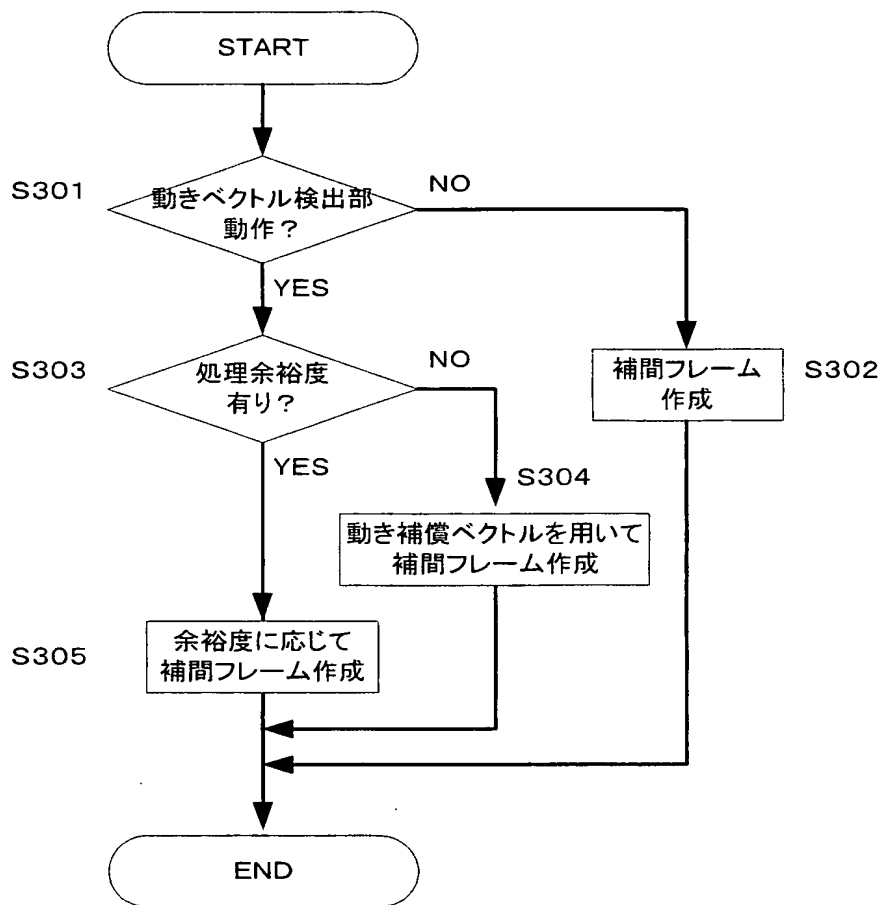 START
S301
動きベクトル検出部
動作？
NO
YES
S303
処理余裕度
有り？
NO
YES
補間フレーム
作成
S302
S304
動き補償ベクトルを用いて
補間フレーム作成
S305
余裕度に応じて
補間フレーム作成
END